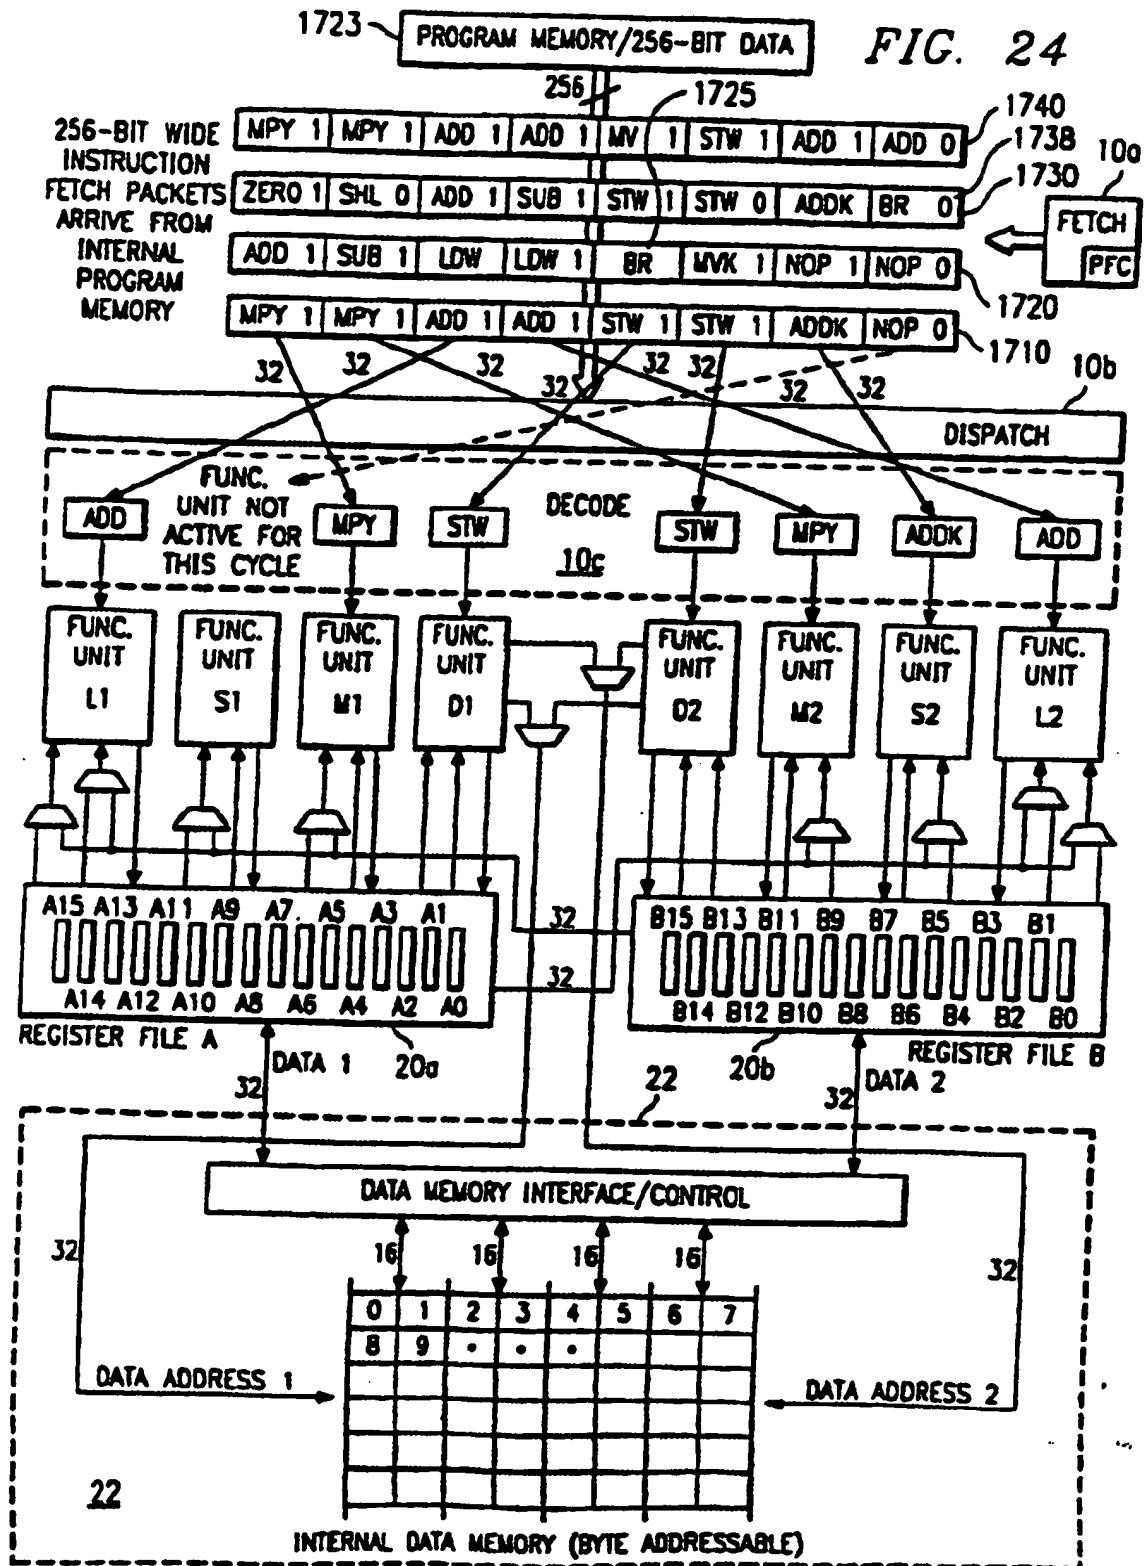 FIG. 24
1723
PROGRAM MEMORY/256-BIT DATA
256
1725
256-BIT WIDE
INSTRUCTION
FETCH PACKETS
ARRIVE FROM
INTERNAL
PROGRAM
MEMORY
MPY 1 MPY 1 ADD 1 ADD 1 MV 1 STW 1 ADD 1 ADD 0
1740
1738
ZERO 1 SHL 0 ADD 1 SUB 1 STW 1 STW 0 ADDK BR 0
1730
10a
FETCH
PFC
ADD 1 SUB 1 LDW LDW 1 BR MVK 1 NOP 1 NOP 0
1720
MPY 1 MPY 1 ADD 1 ADD 1 STW 1 STW 1 ADDK NOP 0
1710
32 32 32 32 32 32 32 32
10b
DISPATCH
FUNC.
UNIT NOT
ACTIVE FOR
THIS CYCLE
DECODE
10c
ADD MPY STW STW MPY ADDK ADD
FUNC. UNIT L1
FUNC. UNIT S1
FUNC. UNIT M1
FUNC. UNIT D1
FUNC. UNIT D2
FUNC. UNIT M2
FUNC. UNIT S2
FUNC. UNIT L2
A15 A13 A11 A9 A7 A5 A3 A1
A14 A12 A10 A8 A6 A4 A2 A0
REGISTER FILE A
20a
32
32
B15 B13 B11 B9 B7 B5 B3 B1
B14 B12 B10 B8 B6 B4 B2 B0
20b
REGISTER FILE B
DATA 1
32
22
32
DATA 2
DATA MEMORY INTERFACE/CONTROL
32
16 16 16 16
32
0 1 2 3 4 5 6 7
8 9 • • •
DATA ADDRESS 1
DATA ADDRESS 2
22
INTERNAL DATA MEMORY (BYTE ADDRESSABLE)